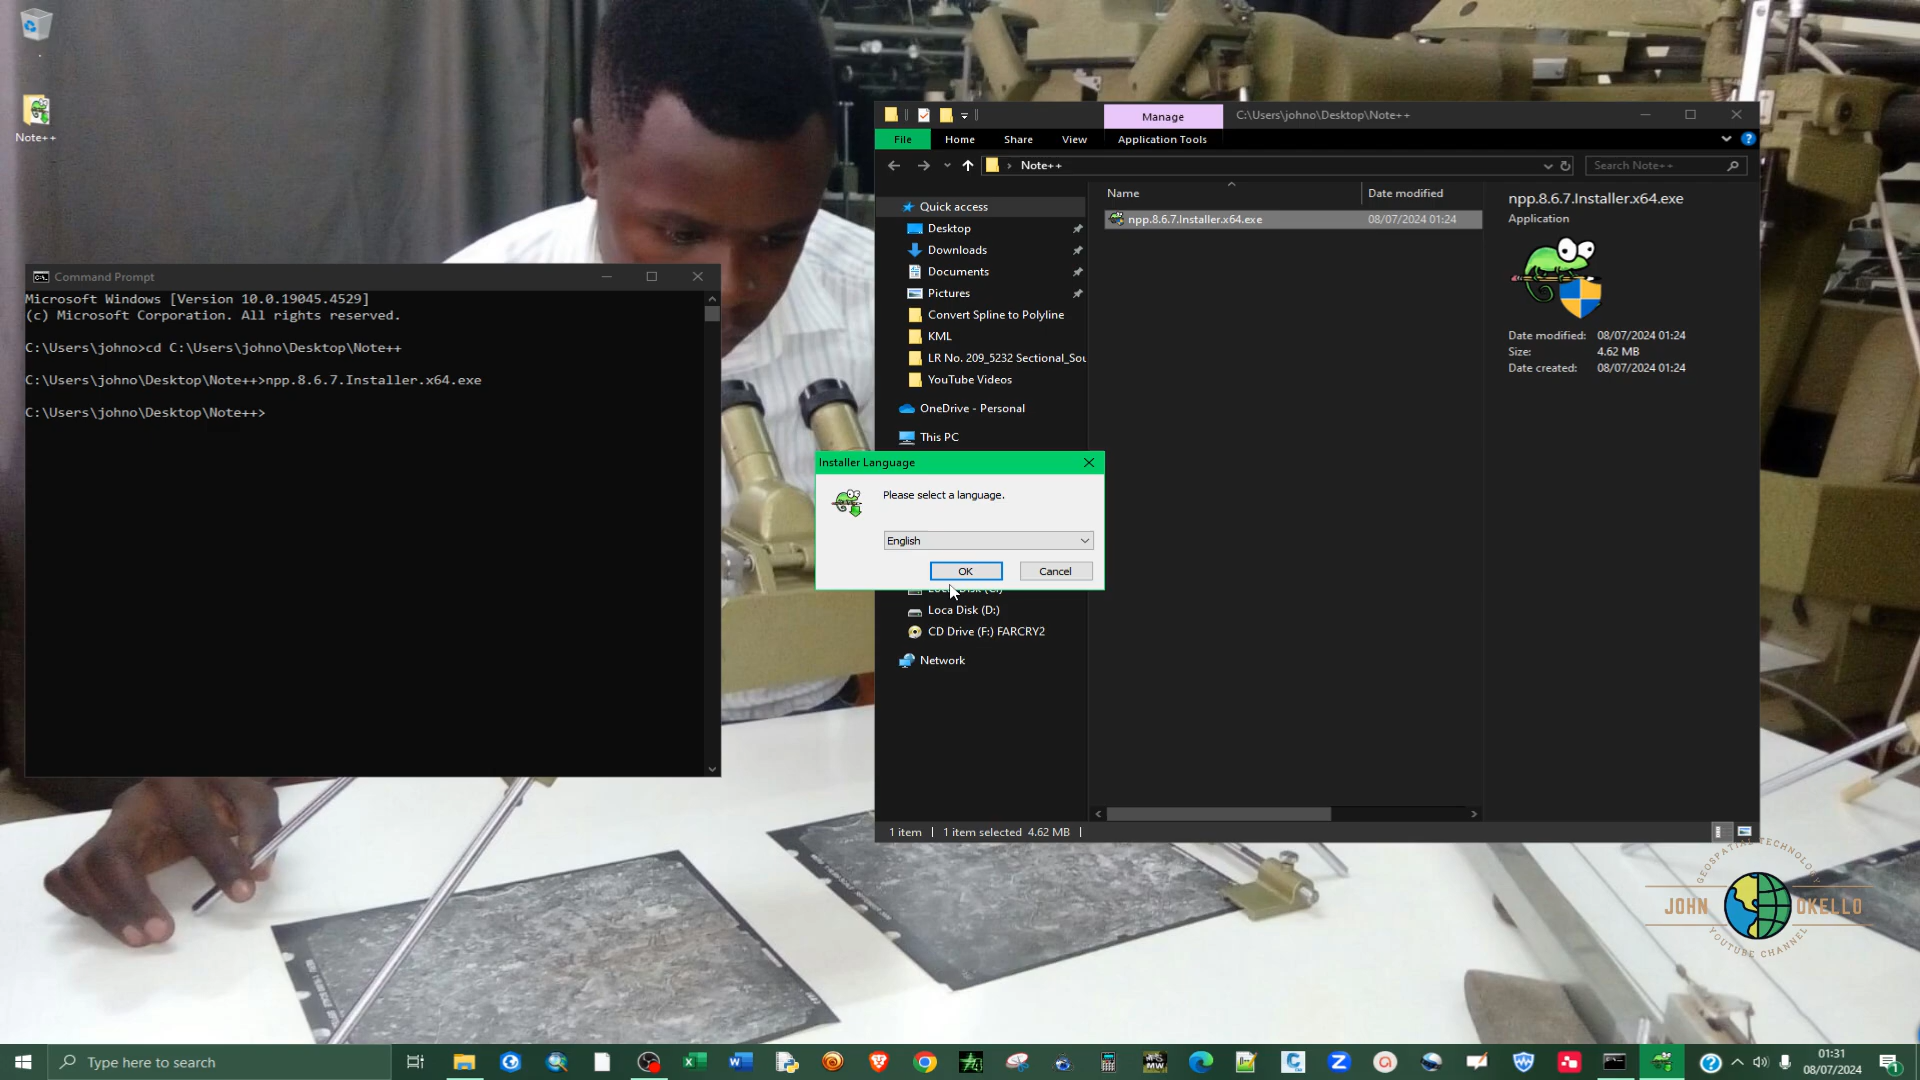 Note++
Command Prompt
Microsoft Windows [Version 10.0.19045.4529]
(c) Microsoft Corporation. All rights reserved.
C:\Users\johno>cd C:\Users\johno\Desktop\Note++
C:\Users\johno\Desktop\Note++>npp.8.6.7.Installer.x64.exe
C:\Users\johno\Desktop\Note++>
Manage
C:\Users\johno\Desktop\Note++
File
Home
Share
View
Application Tools
Note++
Search Note++
Quick access
Desktop
Downloads
Documents
Pictures
Convert Spline to Polyline
KML
LR No. 209_5232 Sectional_Sou
YouTube Videos
OneDrive - Personal
This PC
Loca Disk (D:)
CD Drive (F:) FARCRY2
Network
Name
Date modified
npp.8.6.7.Installer.x64.exe
08/07/2024 01:24
npp.8.6.7.Installer.x64.exe
Application
Date modified: 08/07/2024 01:24
Size: 4.62 MB
Date created: 08/07/2024 01:24
1 item
1 item selected 4.62 MB
Installer Language
Please select a language.
English
OK
Cancel
GEOSPATIAL TECHNOLOGY
JOHN OKELLO
YOUTUBE CHANNEL
Type here to search
01:31
08/07/2024